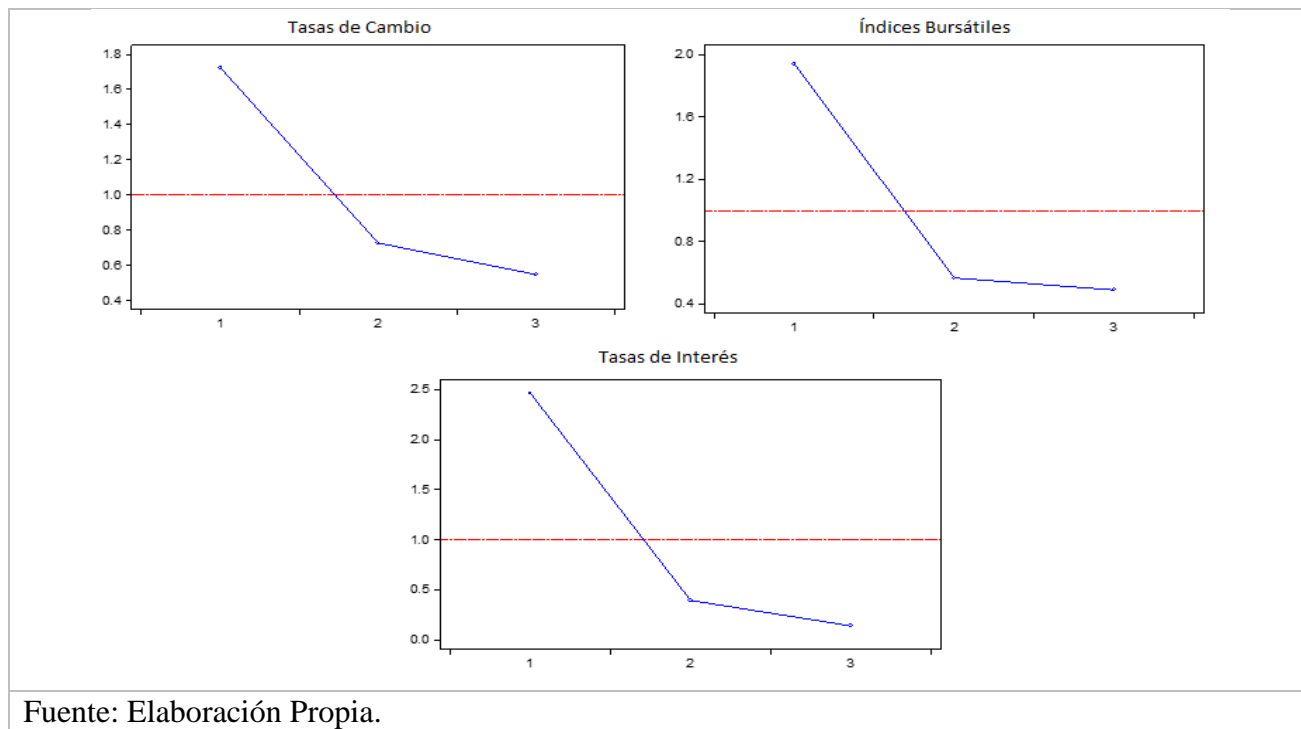 Tasas de Cambio
1.8
1.6
1.4
1.2
1.0
0.8
0.6
0.4
1 2 3
Índices Bursátiles
2.0
1.6
1.2
0.8
0.4
1 2 3
Tasas de Interés
2.5
2.0
1.5
1.0
0.5
0.0
1 2 3
Fuente: Elaboración Propia.